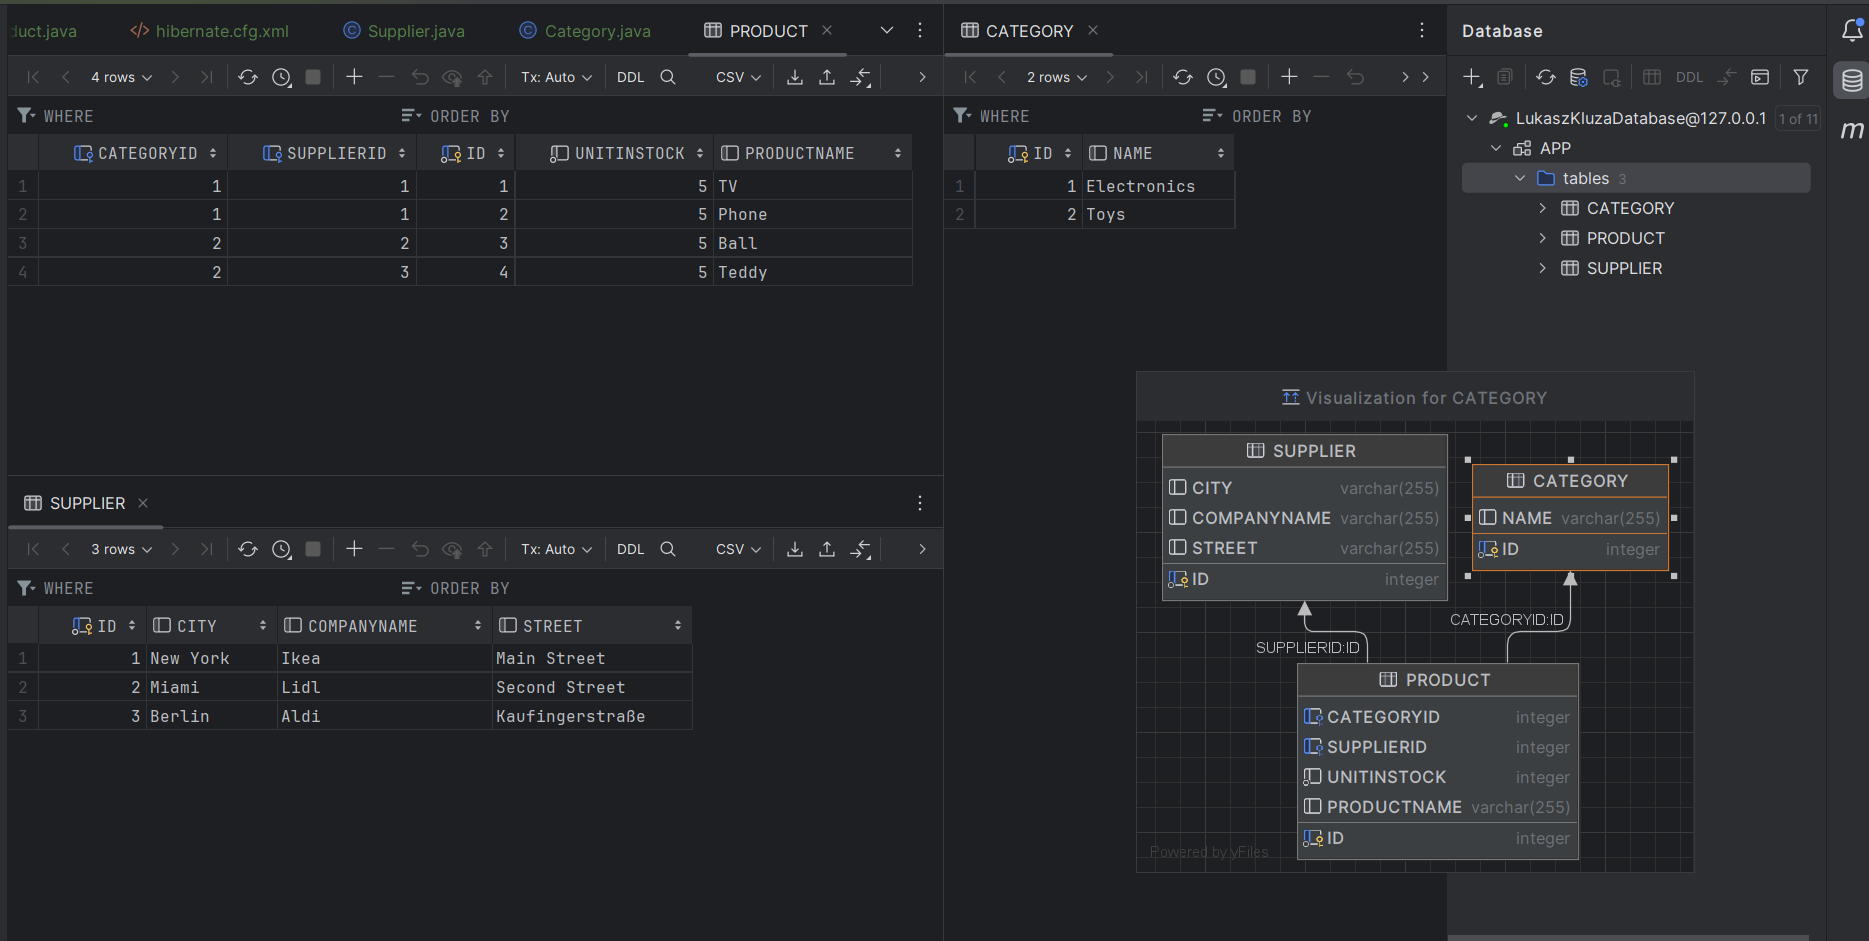 duct.java
hibernate.cfg.xml
Supplier.java
Category.java
PRODUCT
4 rows
Tx: Auto
DDL
CSV
WHERE
ORDER BY
CATEGORYID SUPPLIERID ID UNITINSTOCK PRODUCTNAME
1 1 1 1 5 TV
2 1 1 2 5 Phone
3 2 2 3 5 Ball
4 2 3 4 5 Teddy
CATEGORY
2 rows
WHERE
ORDER BY
ID NAME
1 1 Electronics
2 2 Toys
Database
DDL
LukaszKluzaDatabase@127.0.0.1 1 of 11
APP
tables 3
CATEGORY
PRODUCT
SUPPLIER
m
SUPPLIER
3 rows
Tx: Auto
DDL
CSV
WHERE
ORDER BY
ID CITY COMPANYNAME STREET
1 1 New York Ikea Main Street
2 2 Miami Lidl Second Street
3 3 Berlin Aldi Kaufingerstraße
Visualization for CATEGORY
SUPPLIER
CITY varchar(255)
COMPANYNAME varchar(255)
STREET varchar(255)
ID integer
CATEGORY
NAME varchar(255)
ID integer
CATEGORYID:ID
SUPPLIERID:ID
PRODUCT
CATEGORYID integer
SUPPLIERID integer
UNITINSTOCK integer
PRODUCTNAME varchar(255)
ID integer
Powered by yFiles